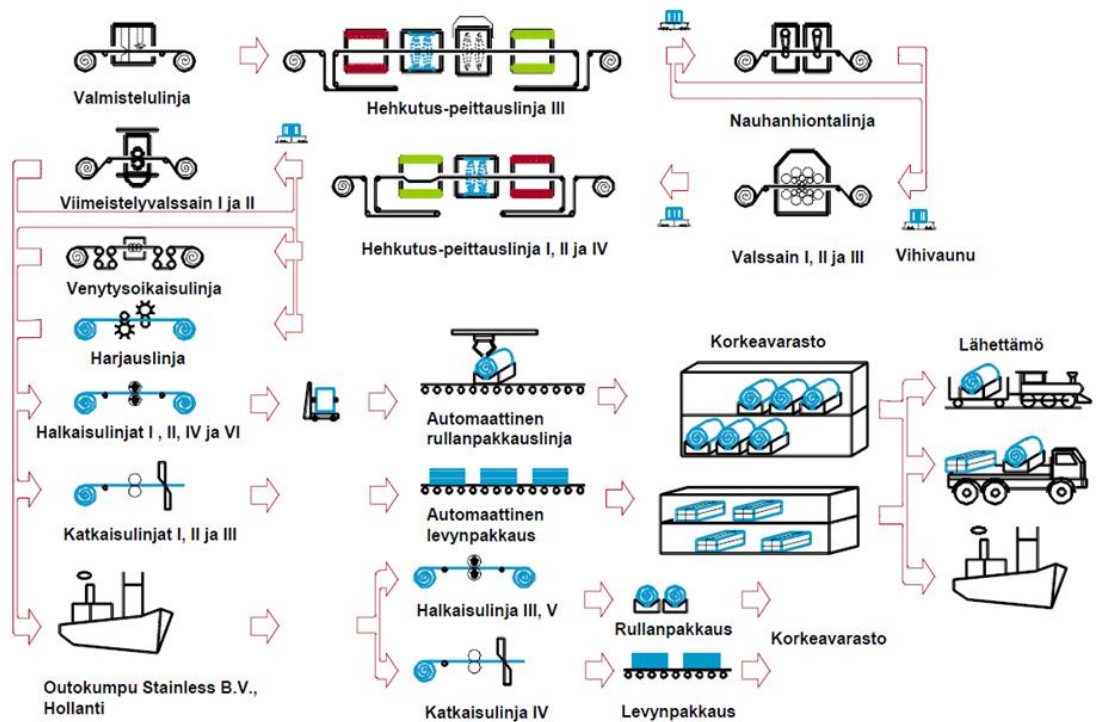 Valmistelulinja
Hehkutus-peittauslinja III
Nauhanhiontalinja
Viimeistelyvalssain I ja II
Hehkutus-peittauslinja I, II ja IV
Valssain I, II ja III
Vihivaunu
Venytysoikaisulinja
Harjauslinja
Korkeavarasto
Lähettämö
Halkaisulinjat I , II, IV ja VI
Automaattinen
rullanpakkauslinja
Katkaisulinjat I, II ja III
Automaattinen
levynpakkaus
Halkaisulinja III, V
Rullanpakkaus
Korkeavarasto
Outokumpu Stainless B.V.,
Hollanti
Katkaisulinja IV
Levynpakkaus